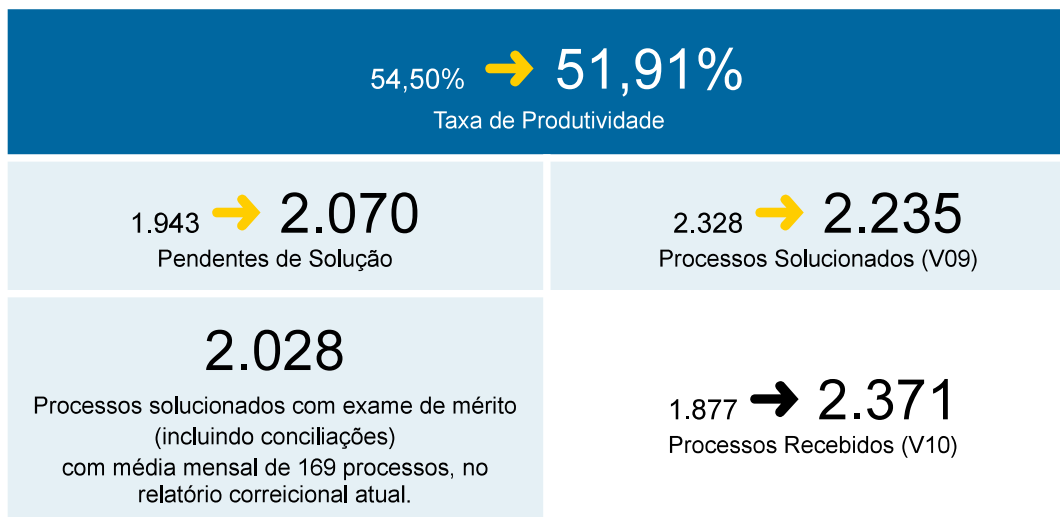 54,50% ➔ 51,91%
Taxa de Produtividade
1.943 ➔ 2.070
Pendentes de Solução
2.328 ➔ 2.235
Processos Solucionados (V09)
2.028
Processos solucionados com exame de mérito
(incluindo conciliações)
com média mensal de 169 processos, no
relatório correicional atual.
1.877 ➔ 2.371
Processos Recebidos (V10)